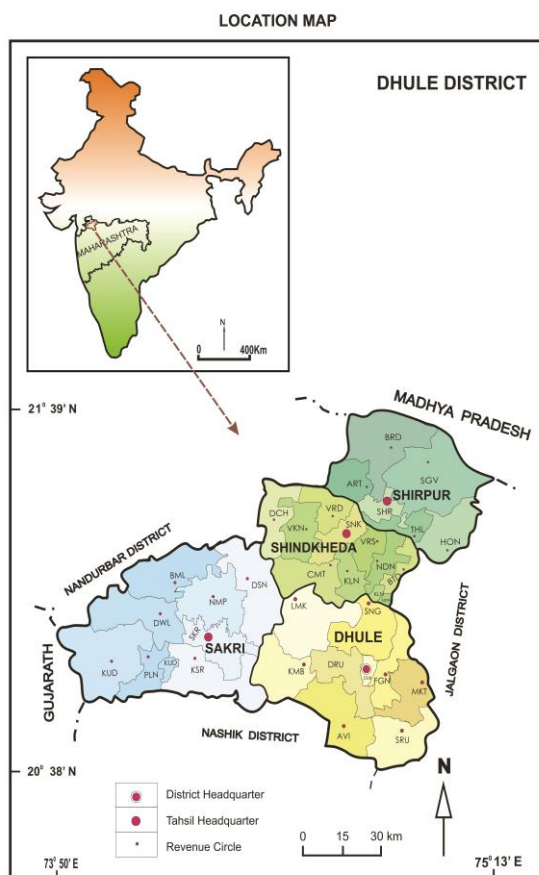 LOCATION MAP
DHULE DISTRICT
MAHARASHTRA
N
0 400Km
21° 39' N
MADHYA PRADESH
BRD
SGV
ART
SHIRPUR
SHR
THL
HON
DCH
VRD
VKN
SNK
VRS
SHINDKHEDA
NDN
CMT
KLN
NANDURBAR DISTRICT
BML
DSN
NMP
LMK
SNG
DWL
SKR
SAKRI
DHULE
JALGAON DISTRICT
GUJARATH
KUD
PLN
KUD
KSR
KMB
DRU
FGN
MKT
NASHIK DISTRICT
AVI
SRU
20° 38' N
N
District Headquarter
Tahsil Headquarter
Revenue Circle
0 15 30 km
73° 50' E
75° 13' E